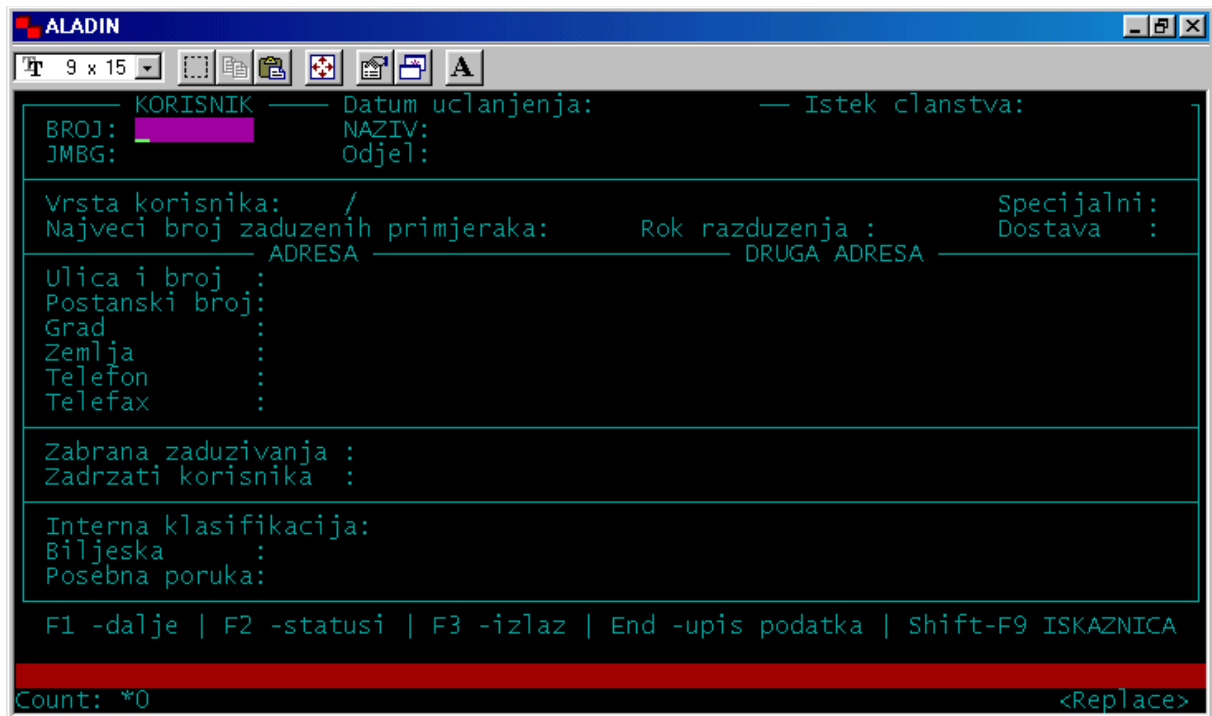 ALADIN
Tr 9 x 15 A
KORISNIK Datum uclanjenja: Istek clanstva:
BROJ: NAZIV:
JMBG: Odjel:
Vrsta korisnika: / Specijalni:
Najveci broj zaduzenih primjeraka: Rok razduzenja : Dostava :
ADRESA DRUGA ADRESA
Ulica i broj :
Postanski broj:
Grad :
Zemlja :
Telefon :
Telefax :
Zabrana zaduzivanja :
Zadrzati korisnika :
Interna klasifikacija:
Biljeska :
Posebna poruka:
F1 -dalje | F2 -statusi | F3 -izlaz | End -upis podatka | Shift-F9 ISKAZNICA
Count: *0 <Replace>